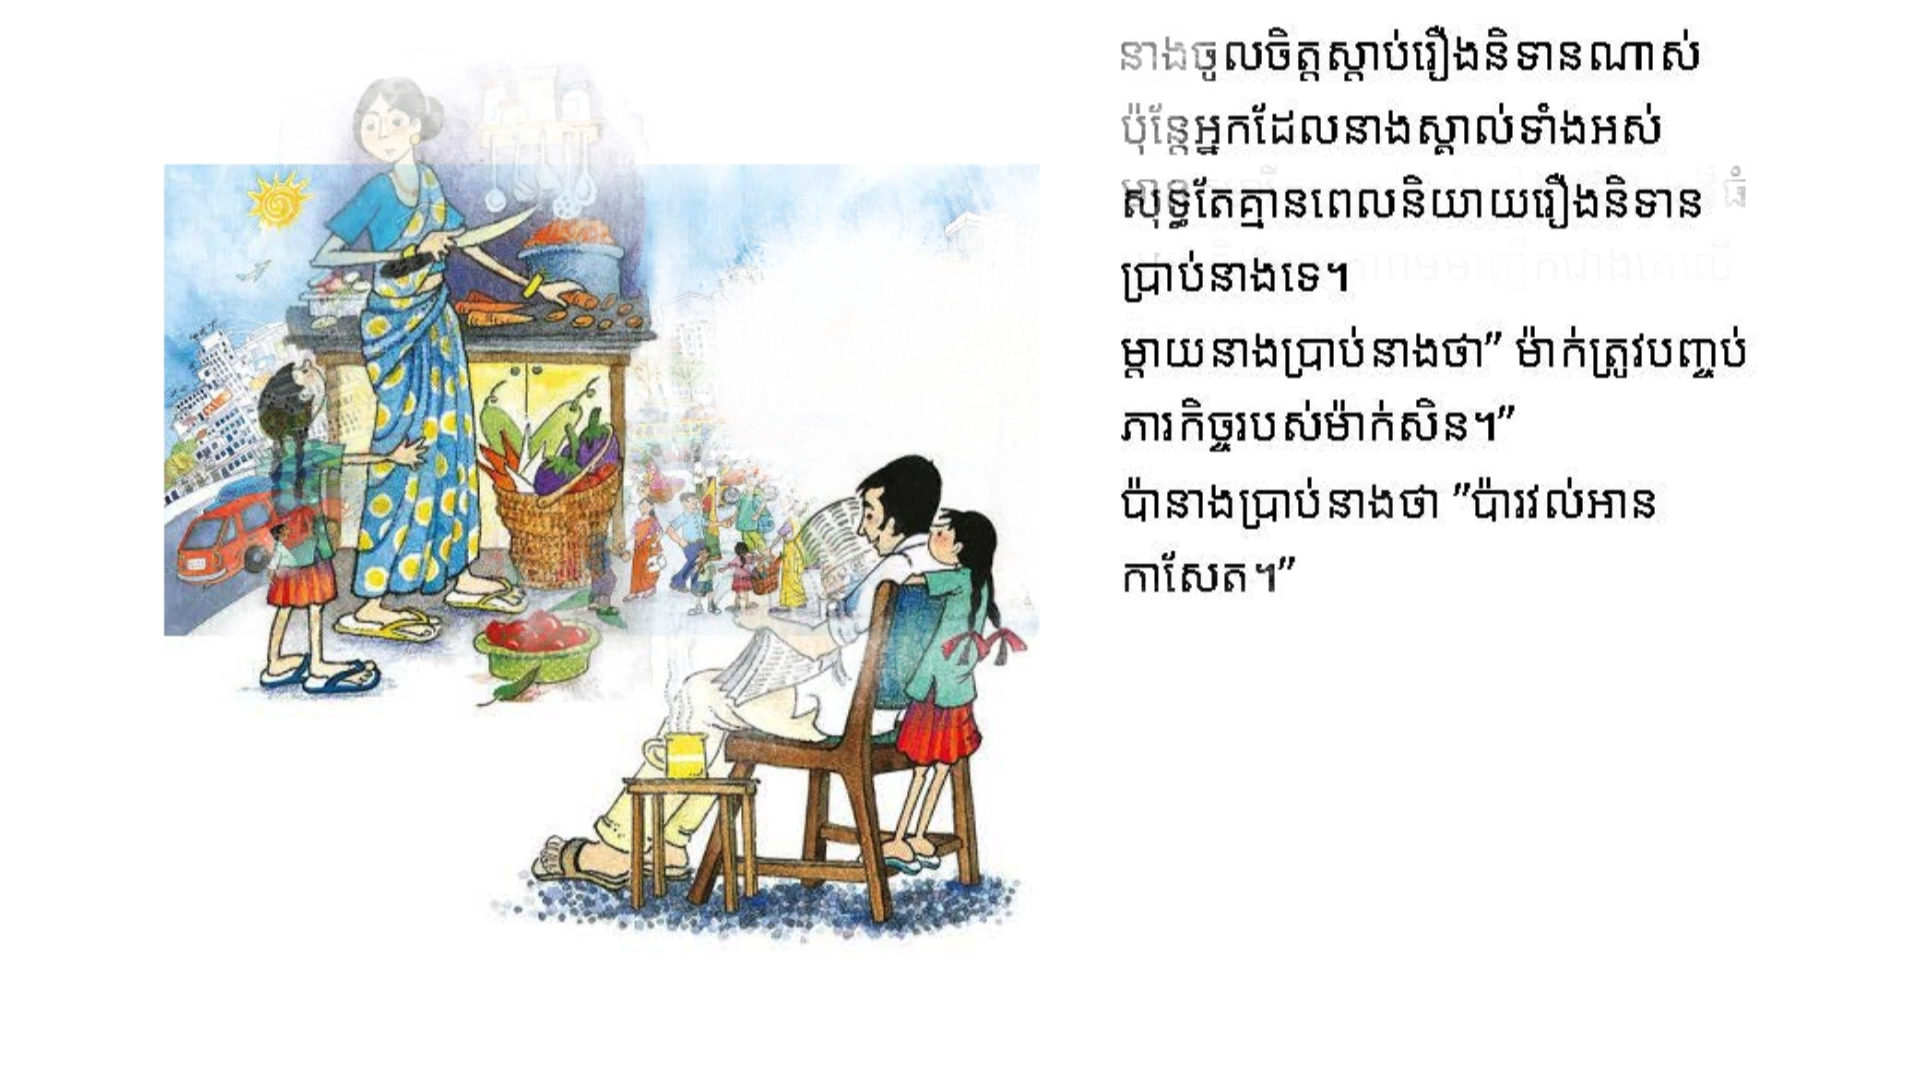 នាងចូលចិត្តស្តាប់រឿងនិទានណាស់
ប៉ុន្តែអ្នកដែលនាងស្គាល់ទាំងអស់
សុទ្ធតែគ្មានពេលនិយាយរឿងនិទាន
ប្រាប់នាងទេ។
ម្តាយនាងប្រាប់នាងថា” ម៉ាក់ត្រូវបញ្ចប់
ភារកិច្ចរបស់ម៉ាក់សិន។”
ប៉ានាងប្រាប់នាងថា ”ប៉ារវល់អាន
កាសែត។”